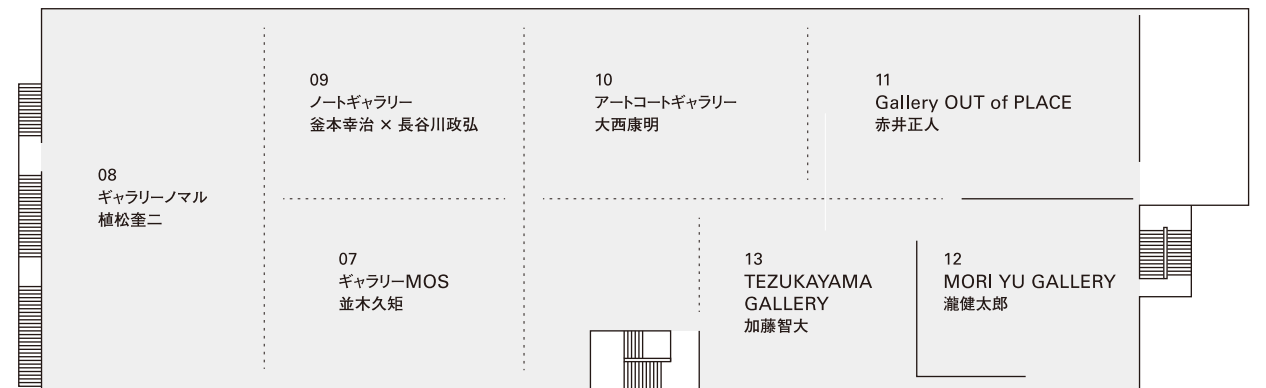 08
ギャラリーノマル
植松奎二
09
ノートギャラリー
釜本幸治 × 長谷川政弘
10
アートコートギャラリー
大西康明
11
Gallery OUT of PLACE
赤井正人
07
ギャラリーMOS
並木久矩
13
TEZUKAYAMA
GALLERY
加藤智大
12
MORI YU GALLERY
瀧健太郎